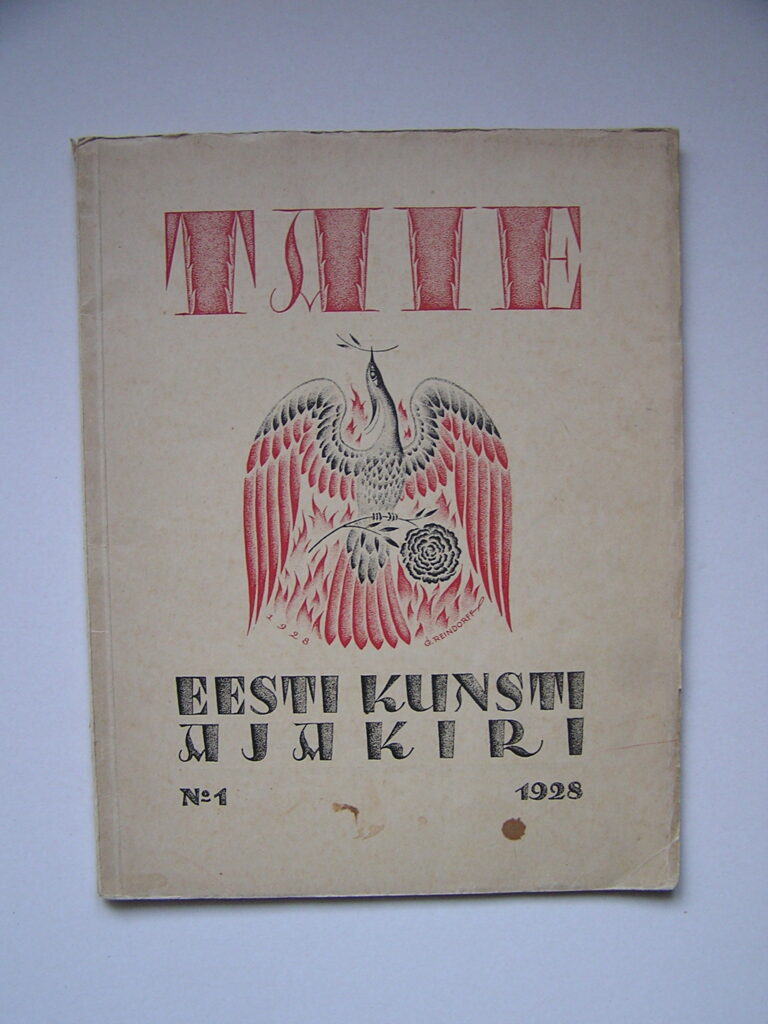 TAIE
1928 G. REINDORFF
EESTI KUNSTI
AJAKIRI
№1 1928